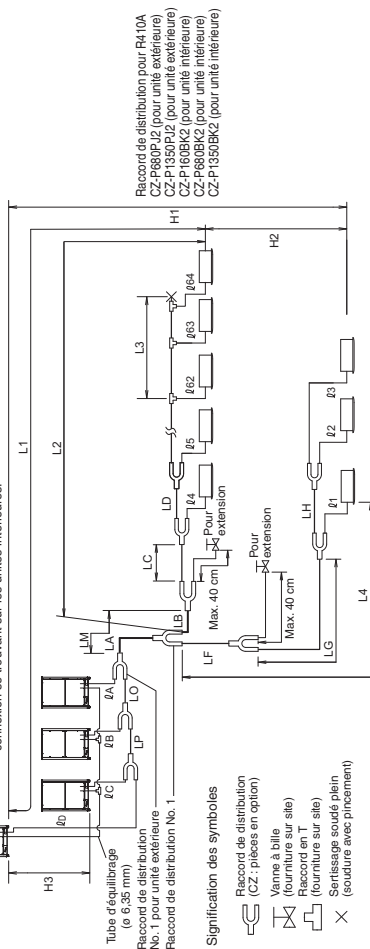 Raccord de distribution pour R410A
CZ-P680PJ2 (pour unité extérieure)
CZ-P1350PJ2 (pour unité extérieure)
CZ-P160BK2 (pour unité intérieure)
CZ-P680BK2 (pour unité intérieure)
CZ-P1350BK2 (pour unité intérieure)
L1
H1
L2
H2
H3
L3
ℓ64
ℓ63
ℓ62
ℓ5
ℓ4
LD
LC
Pour
extension
Max. 40 cm
LM
LA
LB
ℓA
ℓB
ℓC
ℓD
LO
LP
LF
Pour
extension
Max. 40 cm
LG
LH
ℓ1
ℓ2
ℓ3
L4
Tube d'équilibrage
(ø 6,35 mm)
Raccord de distribution
No. 1 pour unité extérieure
Raccord de distribution No. 1
Signification des symboles
Raccord de distribution
(CZ : pièces en option)
Vanne à bille
(fourniture sur site)
Raccord en T
(fourniture sur site)
Sertissage soudé plein
(soudure avec pincement)